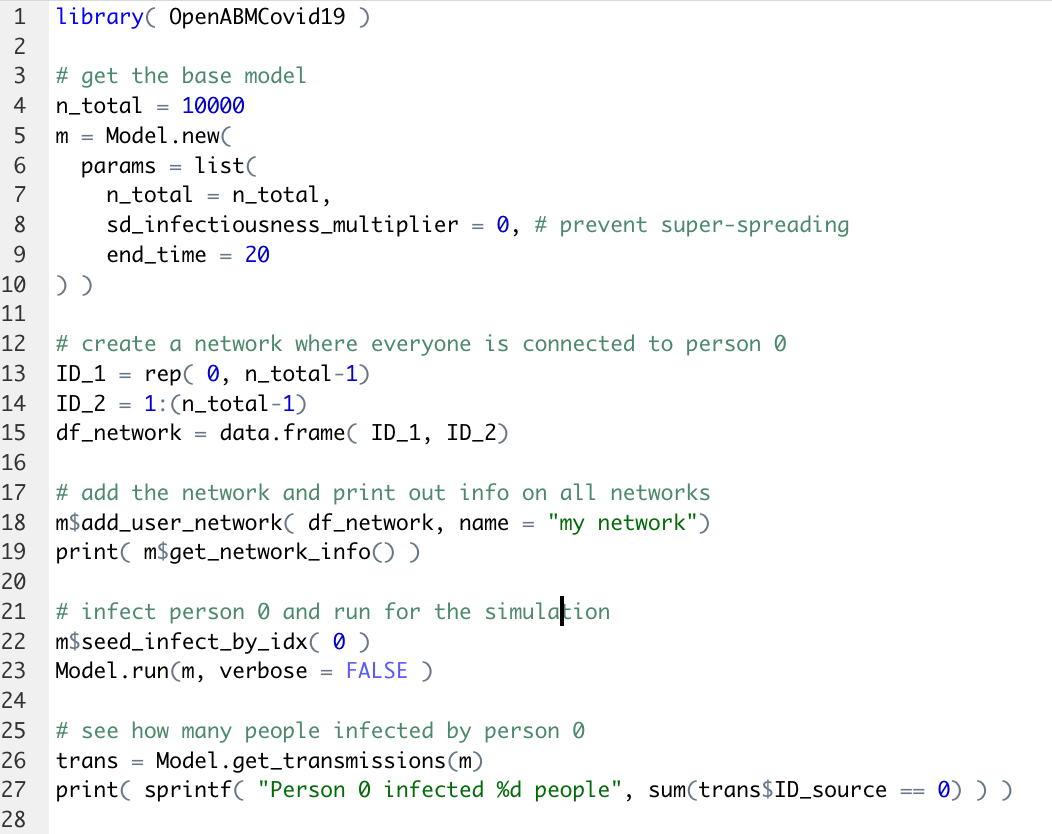 1 library( OpenABMCovid19 )
2
3 # get the base model
4 n_total = 10000
5 m = Model.new(
6   params = list(
7     n_total = n_total,
8     sd_infectiousness_multiplier = 0, # prevent super-spreading
9     end_time = 20
10 ) )
11
12 # create a network where everyone is connected to person 0
13 ID_1 = rep( 0, n_total-1)
14 ID_2 = 1:(n_total-1)
15 df_network = data.frame( ID_1, ID_2)
16
17 # add the network and print out info on all networks
18 m$add_user_network( df_network, name = "my network")
19 print( m$get_network_info() )
20
21 # infect person 0 and run for the simulation
22 m$seed_infect_by_idx( 0 )
23 Model.run(m, verbose = FALSE )
24
25 # see how many people infected by person 0
26 trans = Model.get_transmissions(m)
27 print( sprintf( "Person 0 infected %d people", sum(trans$ID_source == 0) ) )
28